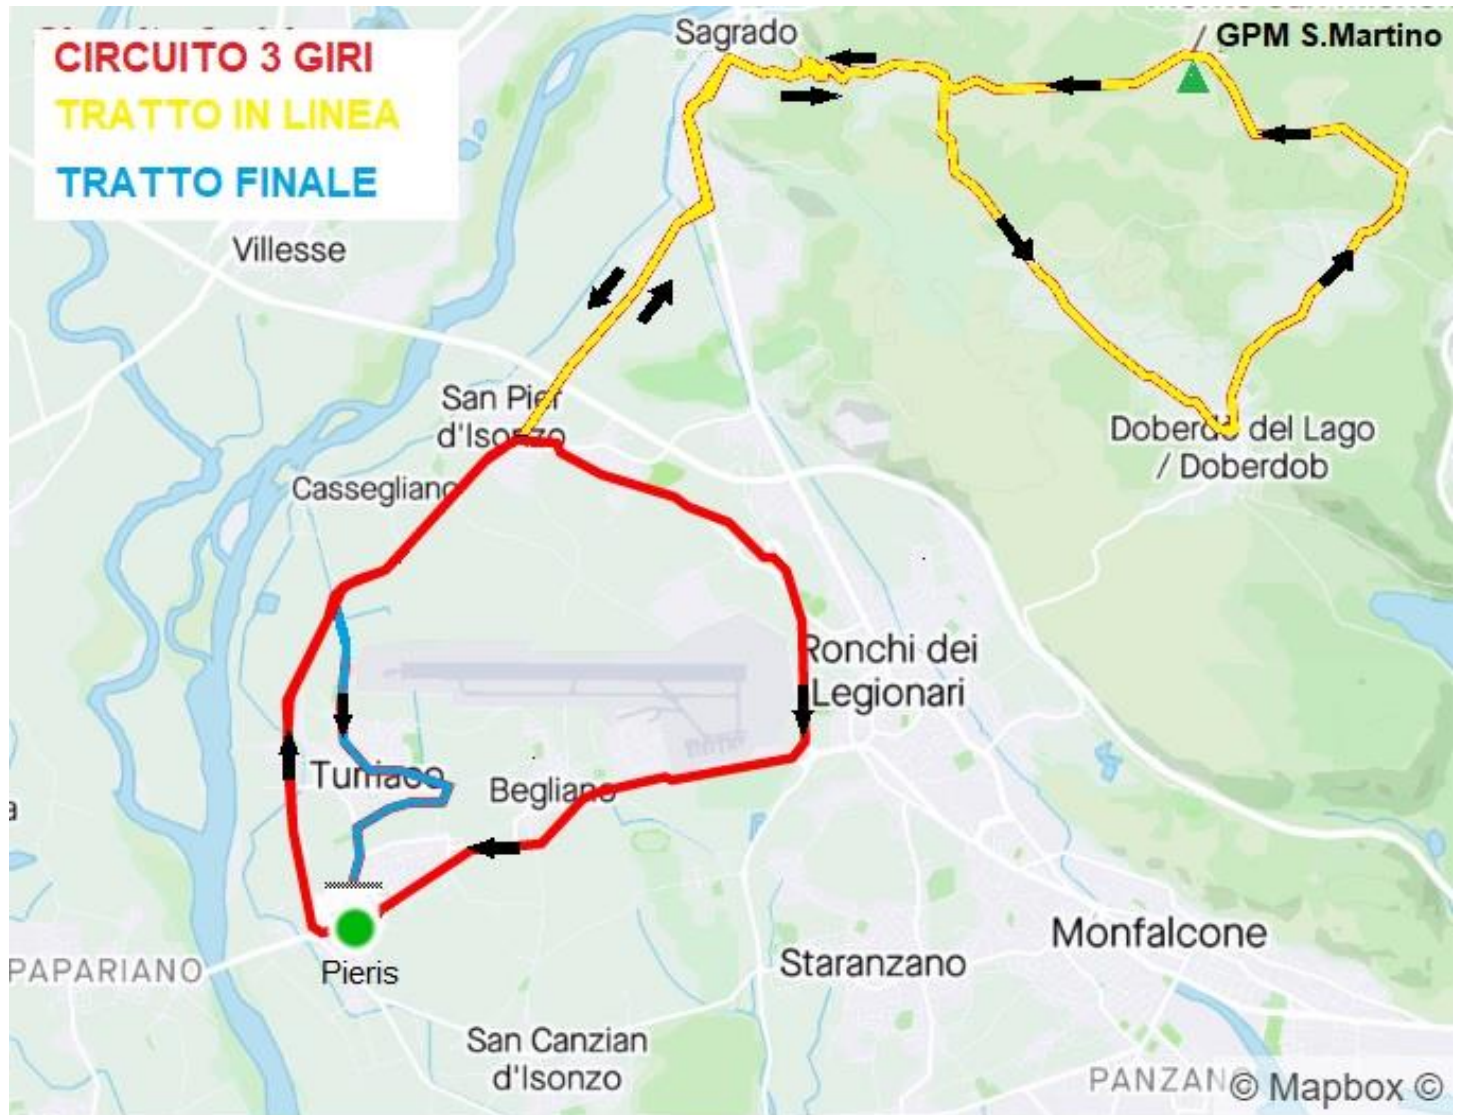 Sagrado
GPM S.Martino
CIRCUITO 3 GIRI
TRATTO IN LINEA
TRATTO FINALE
Villesse
San Pier
d'Isonzo
Doberdò del Lago
/ Doberdob
Cassegliano
Ronchi dei
Legionari
Turriaco
Begliano
Monfalcone
PAPARIANO
Pieris
Staranzano
San Canzian
d'Isonzo
PANZANO
© Mapbox ©